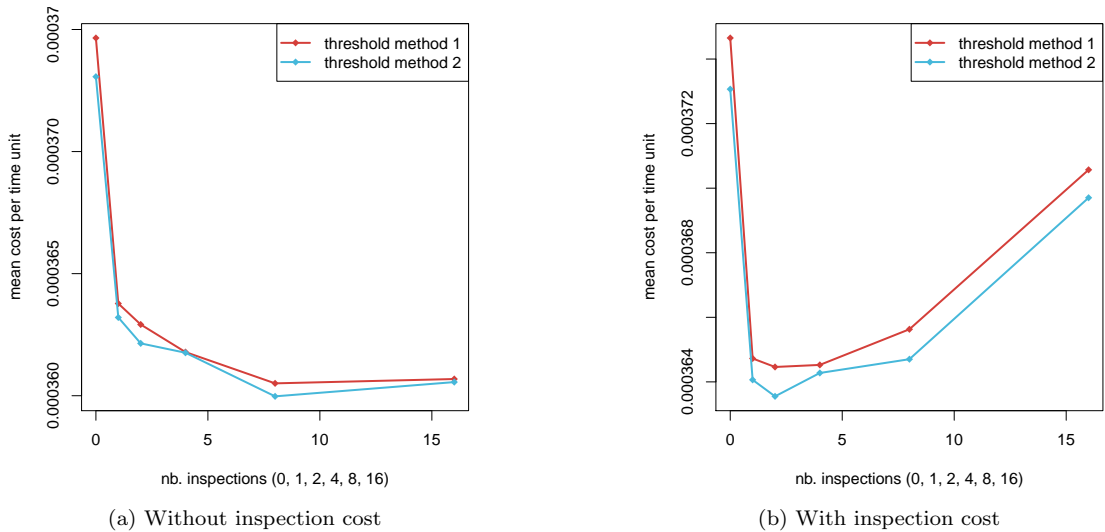 mean cost per time unit
0.000360
0.000365
0.000370
0.00037
threshold method 1
threshold method 2
0
5
10
15
nb. inspections (0, 1, 2, 4, 8, 16)
(a) Without inspection cost
mean cost per time unit
0.000364
0.000368
0.000372
threshold method 1
threshold method 2
0
5
10
15
nb. inspections (0, 1, 2, 4, 8, 16)
(b) With inspection cost